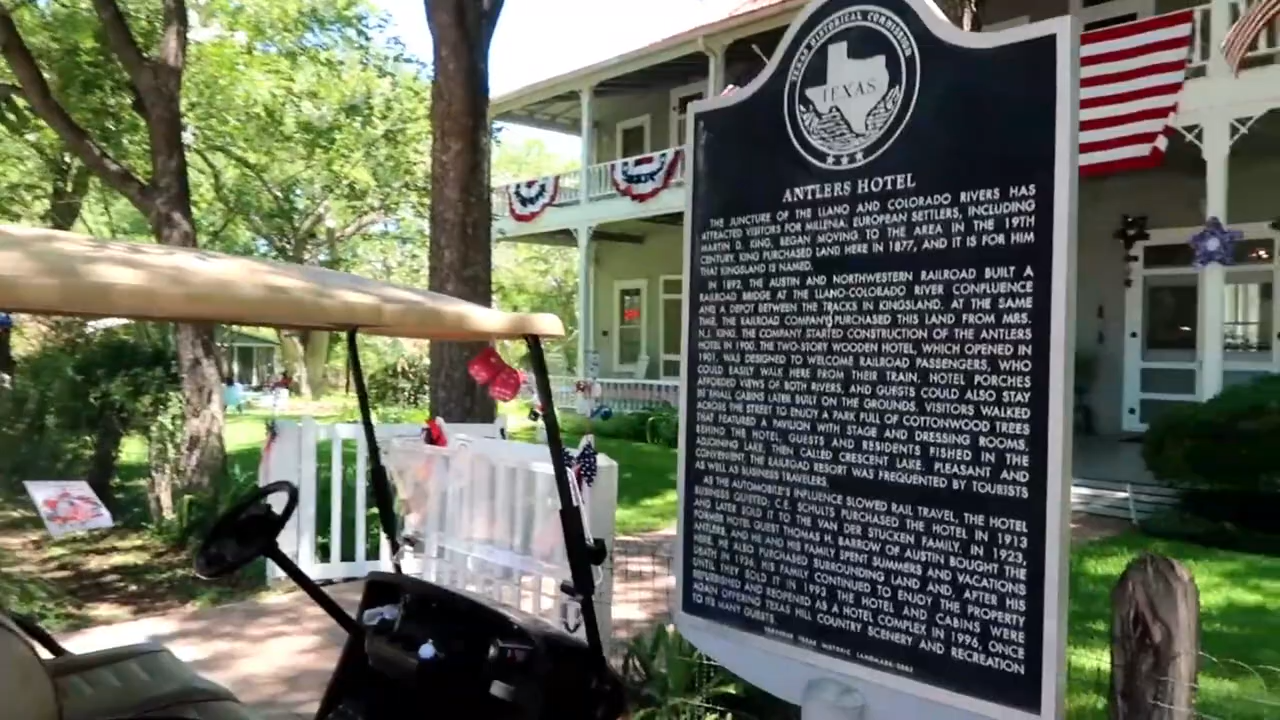 TEXAS HISTORICAL COMMISSION
TEXAS
ANTLERS HOTEL
THE JUNCTURE OF THE LLANO AND COLORADO RIVERS HAS
ATTRACTED VISITORS FOR MILLENIA. EUROPEAN SETTLERS, INCLUDING
MARTIN D. KING, BEGAN MOVING TO THE AREA IN THE 19TH
CENTURY. KING PURCHASED LAND HERE IN 1877, AND IT IS FOR HIM
THAT KINGSLAND IS NAMED.
IN 1892, THE AUSTIN AND NORTHWESTERN RAILROAD BUILT A
RAILROAD BRIDGE AT THE LLANO-COLORADO RIVER CONFLUENCE
AND A DEPOT BETWEEN THE TRACKS IN KINGSLAND. AT THE SAME
TIME, THE RAILROAD COMPANY PURCHASED THIS LAND FROM MRS.
N.J. KING. THE COMPANY STARTED CONSTRUCTION OF THE ANTLERS
HOTEL IN 1900. THE TWO-STORY WOODEN HOTEL, WHICH OPENED IN
1901, WAS DESIGNED TO WELCOME RAILROAD PASSENGERS, WHO
COULD EASILY WALK HERE FROM THEIR TRAIN. HOTEL PORCHES
AFFORDED VIEWS OF BOTH RIVERS, AND GUESTS COULD ALSO STAY
IN SMALL CABINS LATER BUILT ON THE GROUNDS. VISITORS WALKED
ACROSS THE STREET TO ENJOY A PARK FULL OF COTTONWOOD TREES
THAT FEATURED A PAVILION WITH STAGE AND DRESSING ROOMS.
BEHIND THE HOTEL, GUESTS AND RESIDENTS FISHED IN THE
ADJOINING LAKE, THEN CALLED CRESCENT LAKE. PLEASANT AND
CONVENIENT, THE RAILROAD RESORT WAS FREQUENTED BY TOURISTS
AS WELL AS BUSINESS TRAVELERS.
AS THE AUTOMOBILE'S INFLUENCE SLOWED RAIL TRAVEL, THE HOTEL
BUSINESS QUIETED; C.E. SCHULTS PURCHASED THE HOTEL IN 1913
AND LATER SOLD IT TO THE VAN DER STUCKEN FAMILY. IN 1923,
FORMER HOTEL GUEST THOMAS H. BARROW OF AUSTIN BOUGHT THE
ANTLERS, AND HE AND HIS FAMILY SPENT SUMMERS AND VACATIONS
HERE. HE ALSO PURCHASED SURROUNDING LAND AND, AFTER HIS
DEATH IN 1936, HIS FAMILY CONTINUED TO ENJOY THE PROPERTY
UNTIL THEY SOLD IT IN 1993. THE HOTEL AND CABINS WERE
REFURBISHED AND REOPENED AS A HOTEL COMPLEX IN 1996, ONCE
AGAIN OFFERING TEXAS HILL COUNTRY SCENERY AND RECREATION
TO ITS MANY GUESTS.
TEXAS HISTORIC LANDMARK